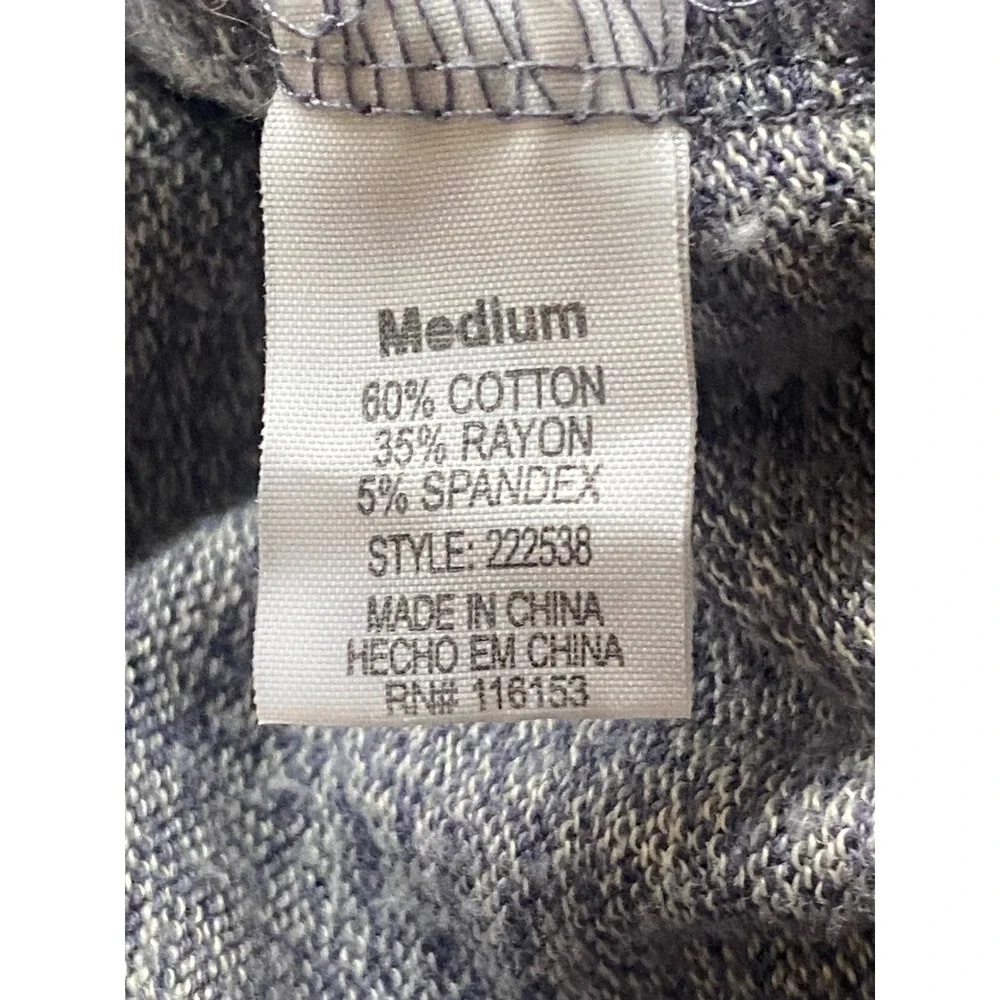 Medium
60% COTTON
35% RAYON
5% SPANDEX
STYLE: 222538
MADE IN CHINA
HECHO EM CHINA
RN# 116153